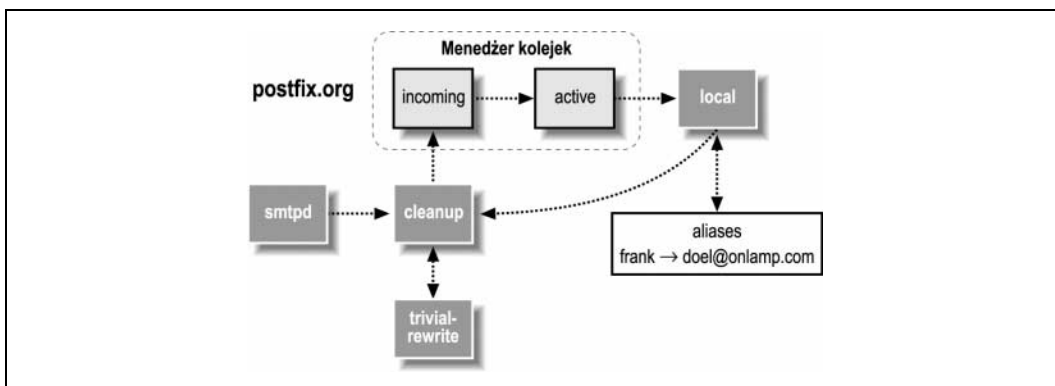 Menedżer kolejek
postfix.org
incoming
active
local
smtpd
cleanup
aliases
frank → doel@onlamp.com
trivial-
rewrite